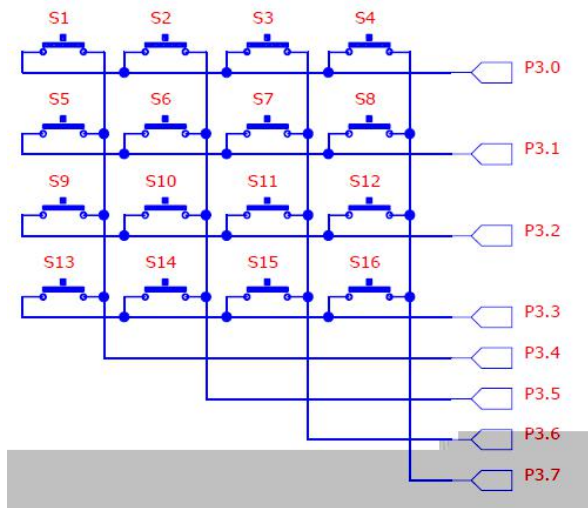 S1 S2 S3 S4
P3.0
S5 S6 S7 S8
P3.1
S9 S10 S11 S12
P3.2
S13 S14 S15 S16
P3.3
P3.4
P3.5
P3.6
P3.7